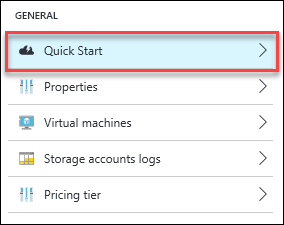 GENERAL
Quick Start
Properties
Virtual machines
Storage accounts logs
Pricing tier